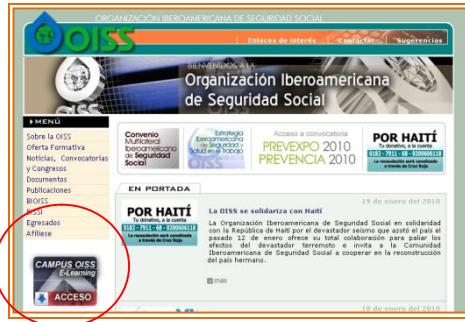 ORGANIZACIÓN IBEROAMERICANA DE SEGURIDAD SOCIAL
OISS
Enlaces de interés | Contactar | Sugerencias
BIENVENIDOS A LA
Organización Iberoamericana
de Seguridad Social
OISS
MENÚ
Sobre la OISS
Oferta Formativa
Noticias, Convocatorias
y Congresos
Documentos
Publicaciones
BIOISS
Egresados
Afíliese
CAMPUS OISS
E-Learning
ACCESO
Convenio
Multilateral
Iberoamericano
de Seguridad
Social
Estrategia
Iberoamericana
de Seguridad y
Salud en el Trabajo
Acceso a convocatoria
PREVEXPO 2010
PREVENCIA 2010
POR HAITÍ
Tu donativo, a la cuenta
0182-7911-60-0200606118
La recaudación será canalizada
a través de Cruz Roja
EN PORTADA
19 de enero del 2010
POR HAITÍ
Tu donativo, a la cuenta
0182-7911-60-0200606118
La recaudación será canalizada
a través de Cruz Roja
La OISS se solidariza con Haití
La Organización Iberoamericana de Seguridad Social en solidaridad
con la República de Haití por el devastador seismo que azotó el país el
pasado 12 de enero ofrece su total colaboración para paliar los
efectos del devastador terremoto e invita a la Comunidad
Iberoamericana de Seguridad Social a cooperar en la reconstrucción
del país hermano.
más
18 de enero del 2010